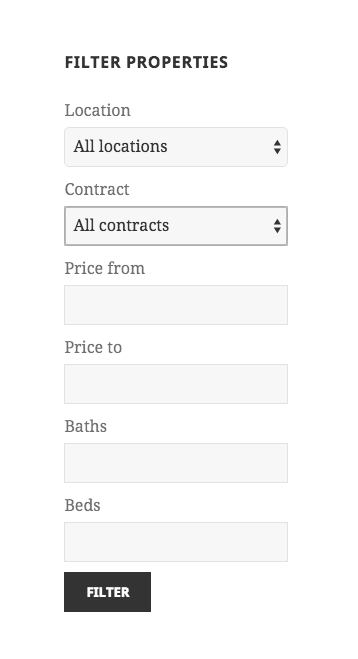 FILTER PROPERTIES
Location
All locations
Contract
All contracts
Price from
Price to
Baths
Beds
FILTER